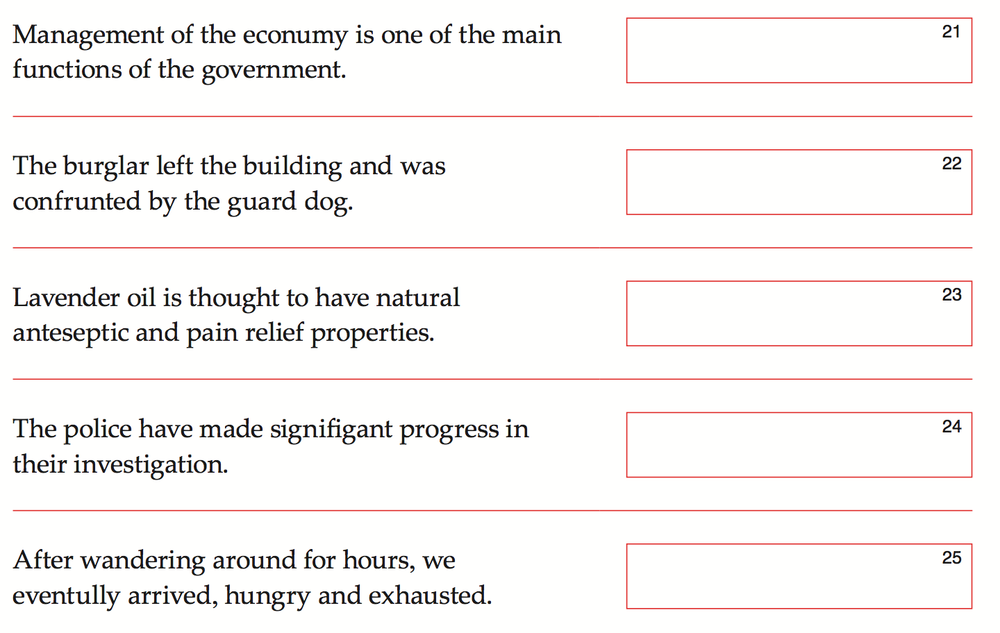 Management of the econumy is one of the main
functions of the government.
21
The burglar left the building and was
confrunted by the guard dog.
22
Lavender oil is thought to have natural
anteseptic and pain relief properties.
23
The police have made signifigant progress in
their investigation.
24
After wandering around for hours, we
eventully arrived, hungry and exhausted.
25